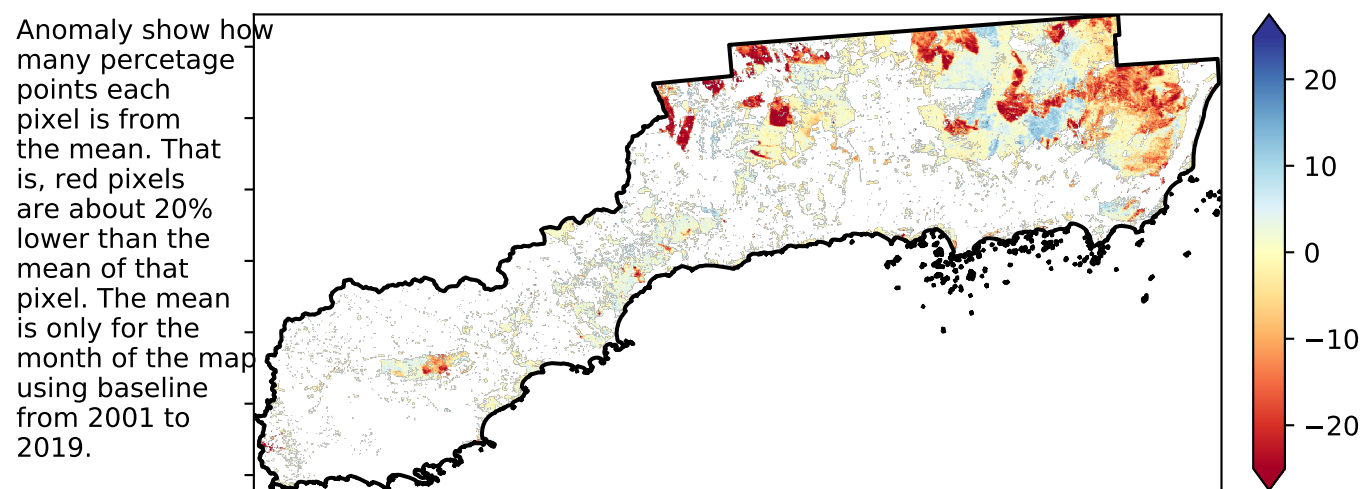 Anomaly show how
many percetage
points each
pixel is from
the mean. That
is, red pixels
are about 20%
lower than the
mean of that
pixel. The mean
is only for the
month of the map
using baseline
from 2001 to
2019.
20
10
0
−10
−20